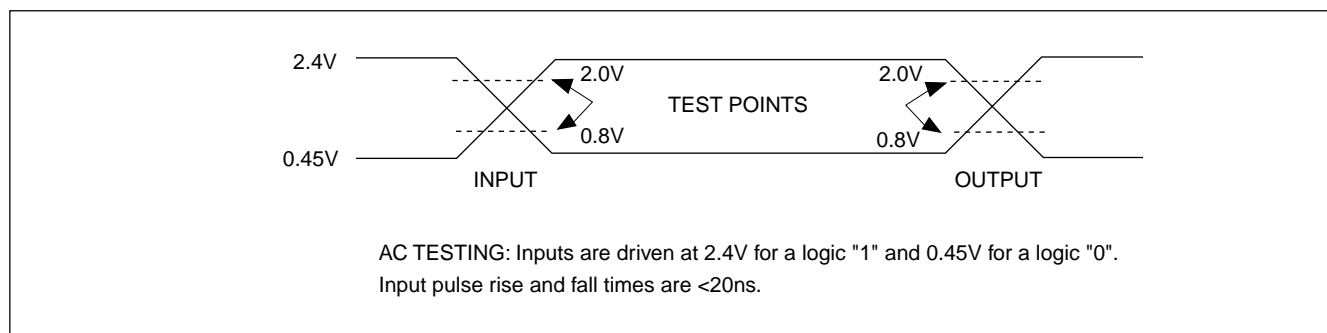 2.4V
2.0V
2.0V
TEST POINTS
0.8V
0.8V
0.45V
INPUT
OUTPUT
AC TESTING: Inputs are driven at 2.4V for a logic "1" and 0.45V for a logic "0".
Input pulse rise and fall times are <20ns.